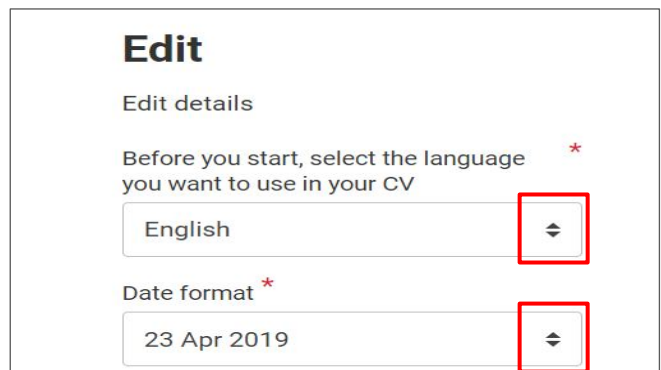 Edit
Edit details
Before you start, select the language *
you want to use in your CV
English
Date format *
23 Apr 2019